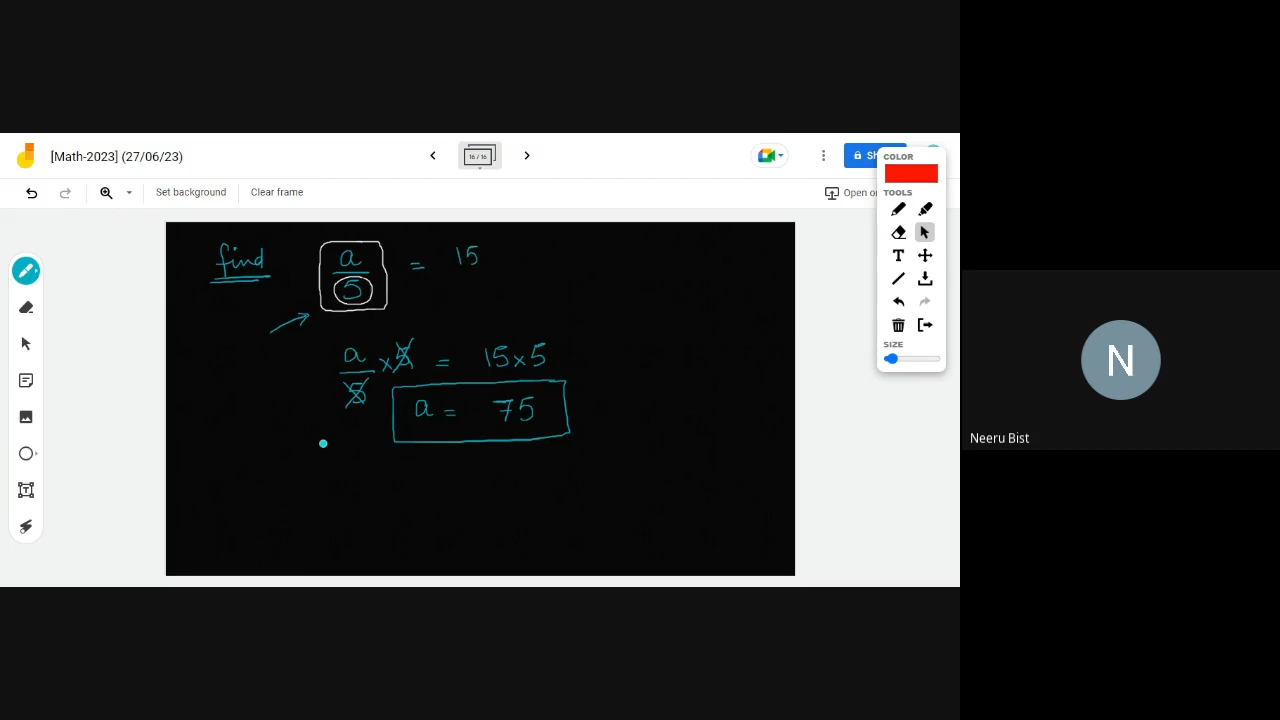 [Math-2023] (27/06/23)
16 / 16
Sh
COLOR
Set background
Clear frame
Open o
TOOLS
T
SIZE
find a/5 = 15
a/5 × 5 = 15 × 5
a = 75
N
Neeru Bist